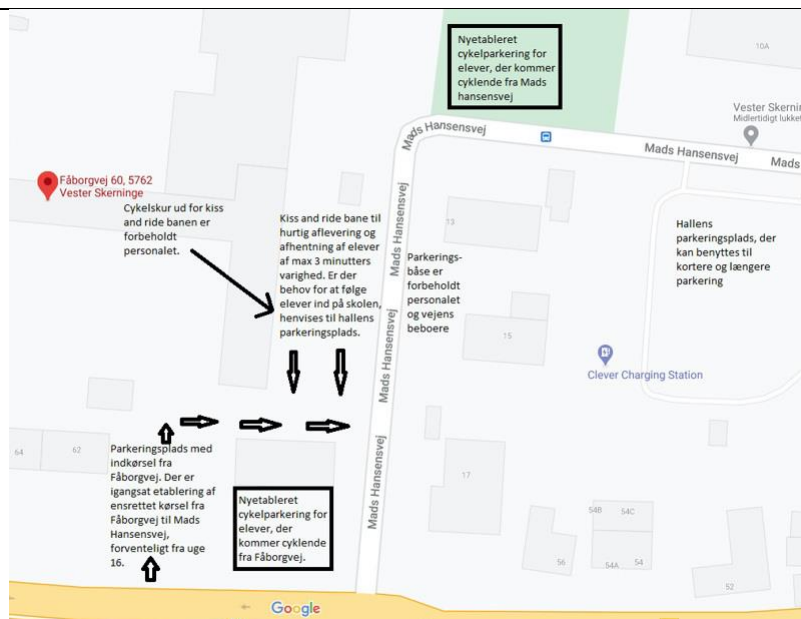 Nyetableret
cykelparkering for
elever, der kommer
cyklende fra Mads
hansensvej
10A
Vester Skernin
Midlertidigt lukket
Mads Hansensvej
Mads Hansensvej
Mads
Fåborgvej 60, 5762
Vester Skerninge
Cykelskur ud for kiss
and ride banen er
forbeholdt
personalet.
Kiss and ride bane til
hurtig aflevering og
afhentning af elever
af max 3 minutters
varighed. Er der
behov for at følge
elever ind på skolen,
henvises til hallens
parkeringsplads.
Mads Hansensvej
Mads Hansensvej
Mads Hansensvej
Mads Hansensvej
13
Parkerings-
båse er
forbeholdt
personalet
og vejens
beboere
15
Hallens
parkeringsplads, der
kan benyttes til
kortere og længere
parkering
Clever Charging Station
64
62
Parkeringsplads med
indkørsel fra
Fåborgvej. Der er
igangsat etablering af
ensrettet kørsel fra
Fåborgvej til Mads
Hansensvej,
forventeligt fra uge
16.
Nyetableret
cykelparkering for
elever, der
kommer cyklende
fra Fåborgvej.
17
54B
54C
56
54A
54
52
Google